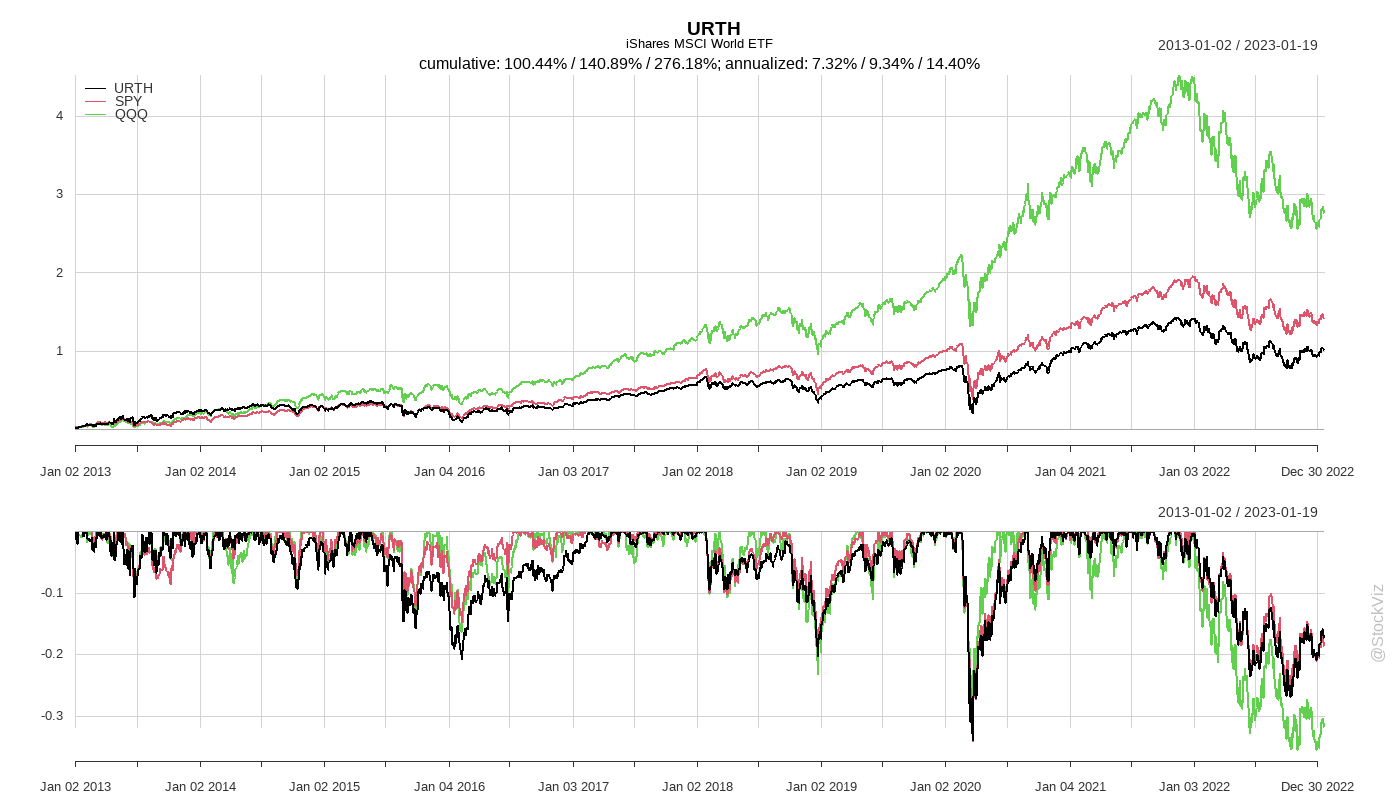 URTH
iShares MSCI World ETF
2013-01-02 / 2023-01-19
cumulative: 100.44% / 140.89% / 276.18%; annualized: 7.32% / 9.34% / 14.40%
URTH
SPY
QQQ
4
3
2
1
Jan 02 2013 Jan 02 2014 Jan 02 2015 Jan 04 2016 Jan 03 2017 Jan 02 2018 Jan 02 2019 Jan 02 2020 Jan 04 2021 Jan 03 2022 Dec 30 2022
2013-01-02 / 2023-01-19
-0.1
-0.2
-0.3
Jan 02 2013 Jan 02 2014 Jan 02 2015 Jan 04 2016 Jan 03 2017 Jan 02 2018 Jan 02 2019 Jan 02 2020 Jan 04 2021 Jan 03 2022 Dec 30 2022
@StockViz